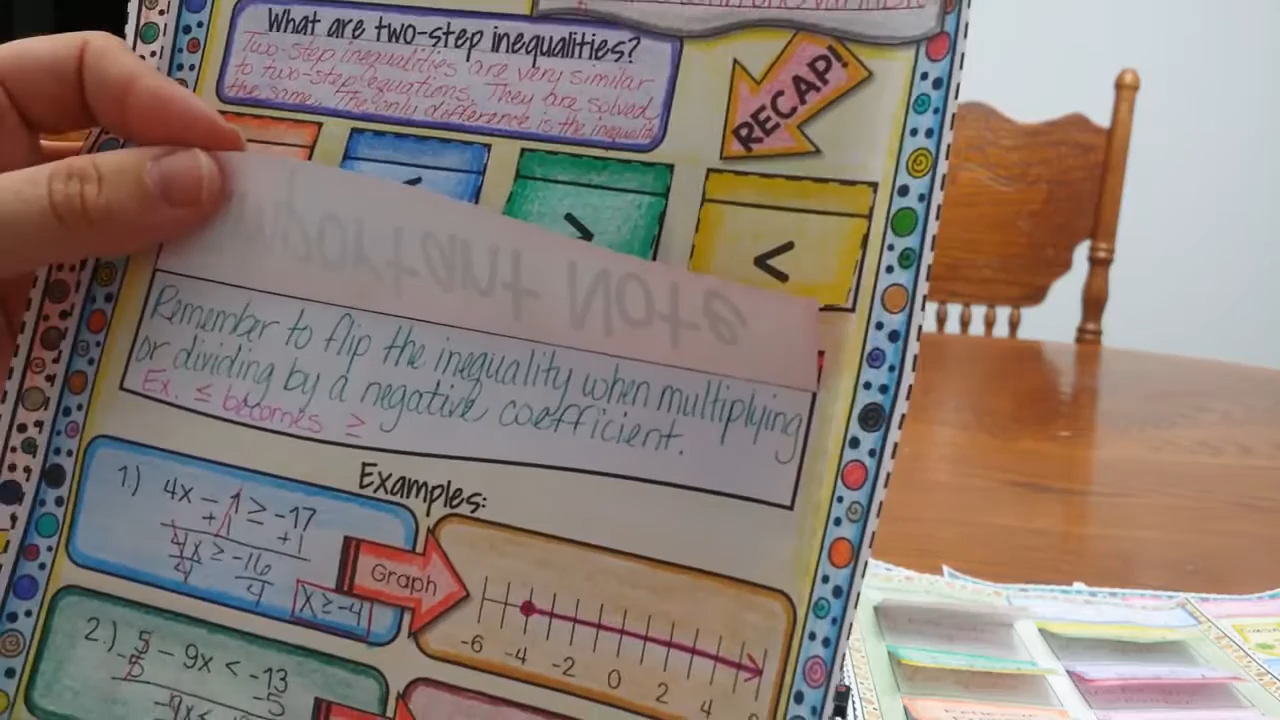 What are two-step inequalities?
Two-step inequalities are very similar
to two-step equations. They are solved
the same. The only difference is the inequality
RECAP!
>
<
Remember to flip the inequality when multiplying
or dividing by a negative coefficient.
Ex. ≤ becomes ≥
Examples:
1.) 4x - 1 ≥ -17
+1 +1
4x ≥ -16
4 4
x ≥ -4
Graph
-6 -4 -2 0 2 4
2.) 5 - 9x < -13
-5 -5
-9x <